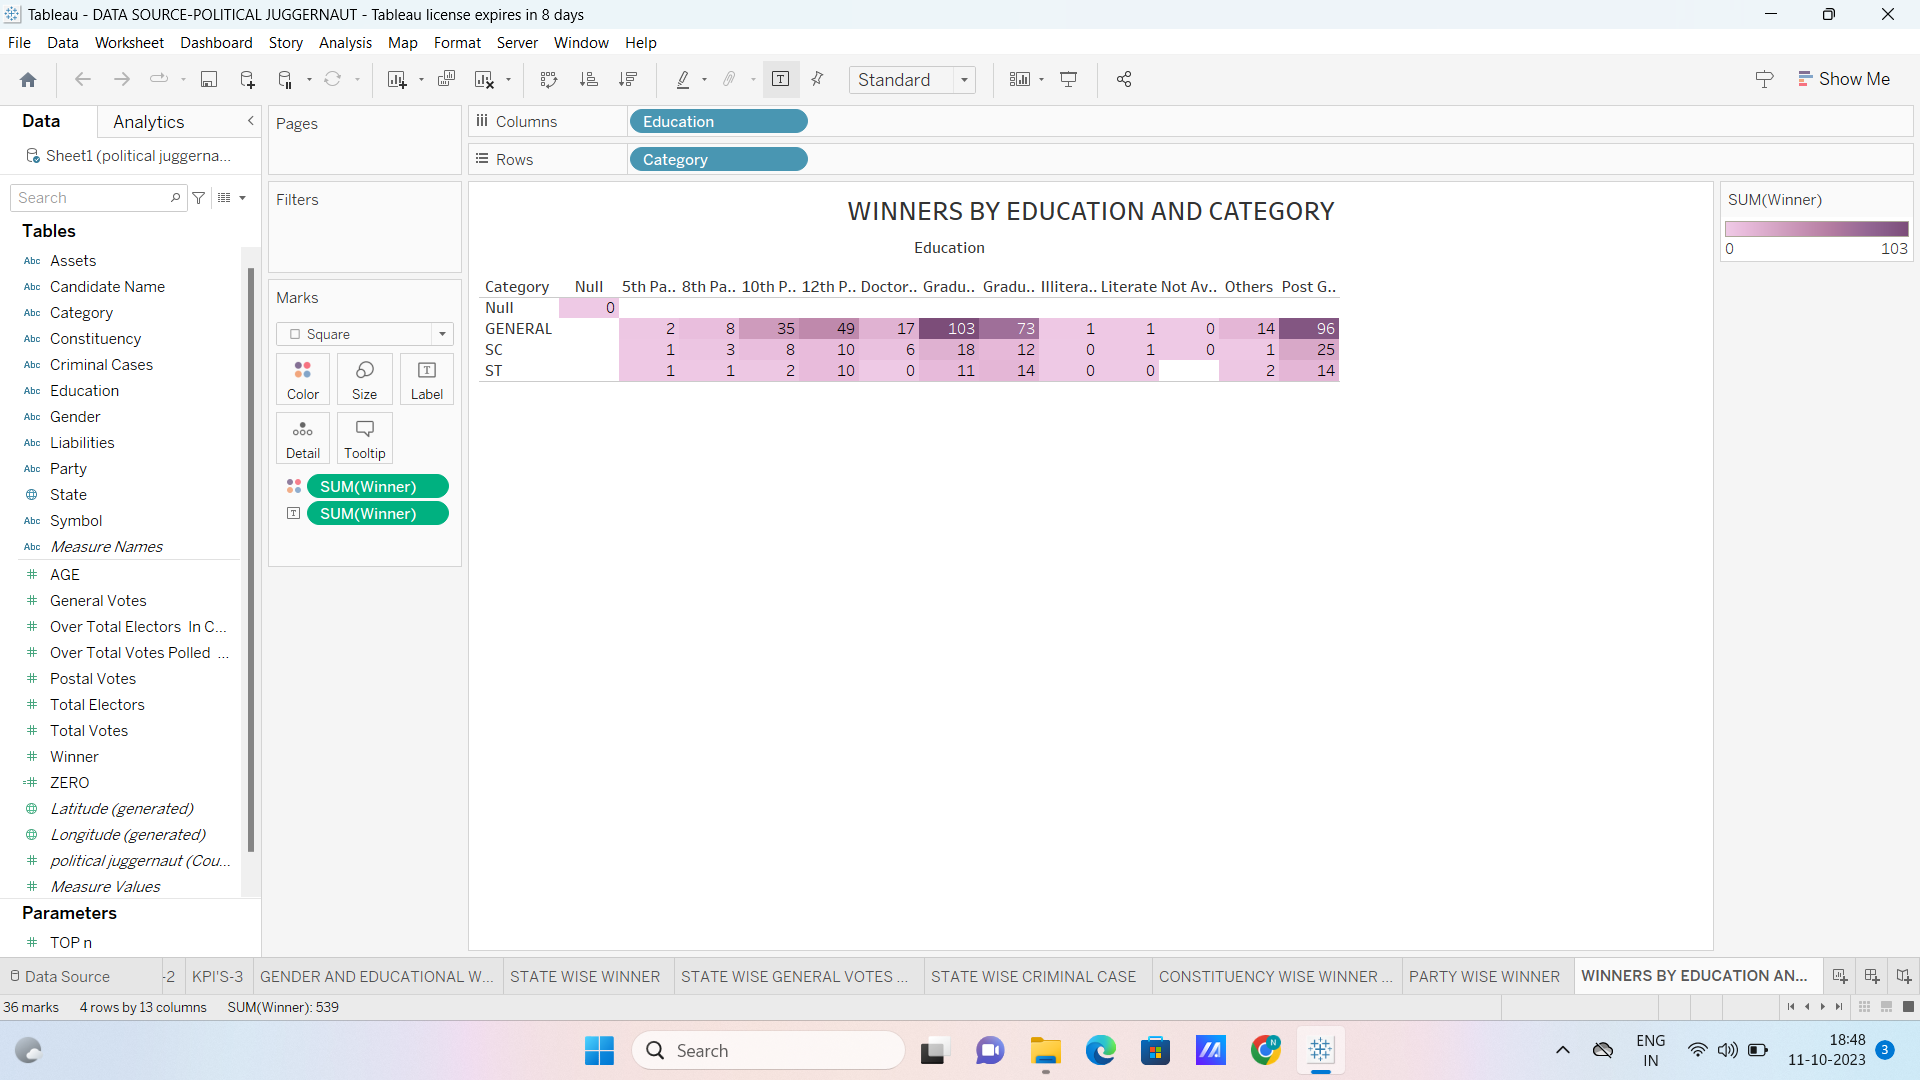 Tableau - DATA SOURCE-POLITICAL JUGGERNAUT - Tableau license expires in 8 days
File Data Worksheet Dashboard Story Analysis Map Format Server Window Help
Standard
Show Me
Data Analytics
Sheet1 (political juggerna...
Search
Tables
Abc Assets
Abc Candidate Name
Abc Category
Abc Constituency
Abc Criminal Cases
Abc Education
Abc Gender
Abc Liabilities
Abc Party
State
Abc Symbol
Abc Measure Names
# AGE
# General Votes
# Over Total Electors In C...
# Over Total Votes Polled ...
# Postal Votes
# Total Electors
# Total Votes
# Winner
=# ZERO
Latitude (generated)
Longitude (generated)
# political juggernaut (Cou...
# Measure Values
Parameters
# TOP n
Pages
Filters
Marks
Square
Color Size Label
Detail Tooltip
SUM(Winner)
SUM(Winner)
Columns Education
Rows Category
WINNERS BY EDUCATION AND CATEGORY
Education
Category Null 5th Pa.. 8th Pa.. 10th P.. 12th P.. Doctor.. Gradu.. Gradu.. Illitera.. Literate Not Av.. Others Post G..
Null 0
GENERAL 2 8 35 49 17 103 73 1 1 0 14 96
SC 1 3 8 10 6 18 12 0 1 0 1 25
ST 1 1 2 10 0 11 14 0 0 2 14
SUM(Winner)
0 103
Data Source -2 KPI'S-3 GENDER AND EDUCATIONAL W... STATE WISE WINNER STATE WISE GENERAL VOTES ... STATE WISE CRIMINAL CASE CONSTITUENCY WISE WINNER ... PARTY WISE WINNER WINNERS BY EDUCATION AN...
36 marks 4 rows by 13 columns SUM(Winner): 539
Search
ENG
IN
18:48
11-10-2023
3